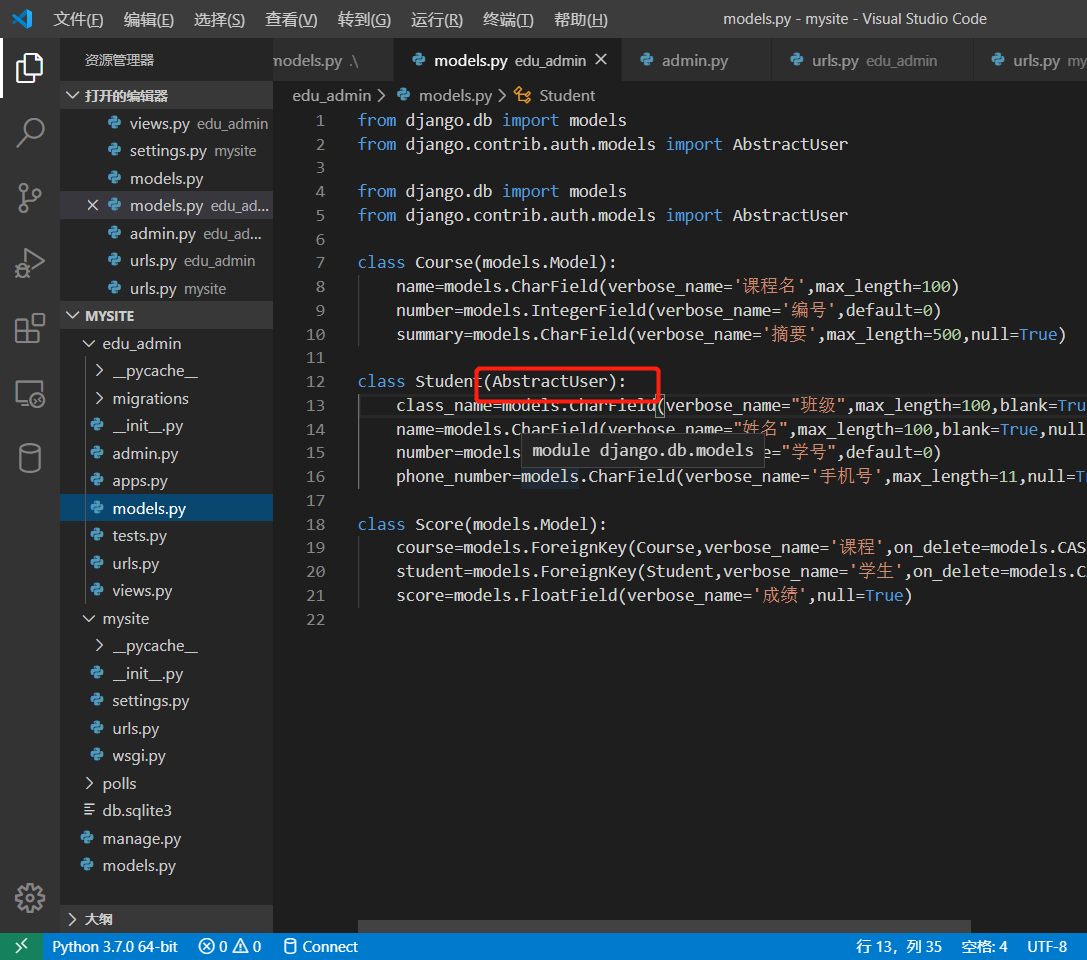 文件(F) 编辑(E) 选择(S) 查看(V) 转到(G) 运行(R) 终端(T) 帮助(H) models.py - mysite - Visual Studio Code
资源管理器
models.py .\ models.py edu_admin admin.py urls.py edu_admin urls.py my
打开的编辑器
views.py edu_admin
settings.py mysite
models.py
models.py edu_ad...
admin.py edu_ad...
urls.py edu_admin
urls.py mysite
MYSITE
edu_admin
__pycache__
migrations
__init__.py
admin.py
apps.py
models.py
tests.py
urls.py
views.py
mysite
__pycache__
__init__.py
settings.py
urls.py
wsgi.py
polls
db.sqlite3
manage.py
models.py
大纲
edu_admin > models.py > Student
1 from django.db import models
2 from django.contrib.auth.models import AbstractUser
3
4 from django.db import models
5 from django.contrib.auth.models import AbstractUser
6
7 class Course(models.Model):
8 name=models.CharField(verbose_name='课程名',max_length=100)
9 number=models.IntegerField(verbose_name='编号',default=0)
10 summary=models.CharField(verbose_name='摘要',max_length=500,null=True)
11
12 class Student(AbstractUser):
13 class_name=models.CharField(verbose_name="班级",max_length=100,blank=Tru
14 name=models.CharField(verbose_name="姓名",max_length=100,blank=True,null
15 number=models e="学号",default=0)
module django.db.models
16 phone_number=models.CharField(verbose_name='手机号',max_length=11,null=T
17
18 class Score(models.Model):
19 course=models.ForeignKey(Course,verbose_name='课程',on_delete=models.CAS
20 student=models.ForeignKey(Student,verbose_name='学生',on_delete=models.C
21 score=models.FloatField(verbose_name='成绩',null=True)
22
Python 3.7.0 64-bit 0 0 Connect 行 13，列 35 空格: 4 UTF-8